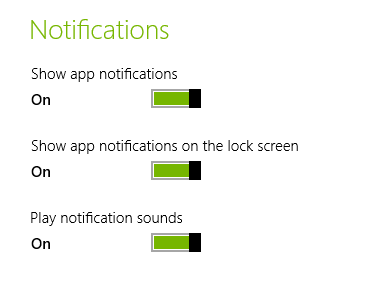 Notifications
Show app notifications
On
Show app notifications on the lock screen
On
Play notification sounds
On